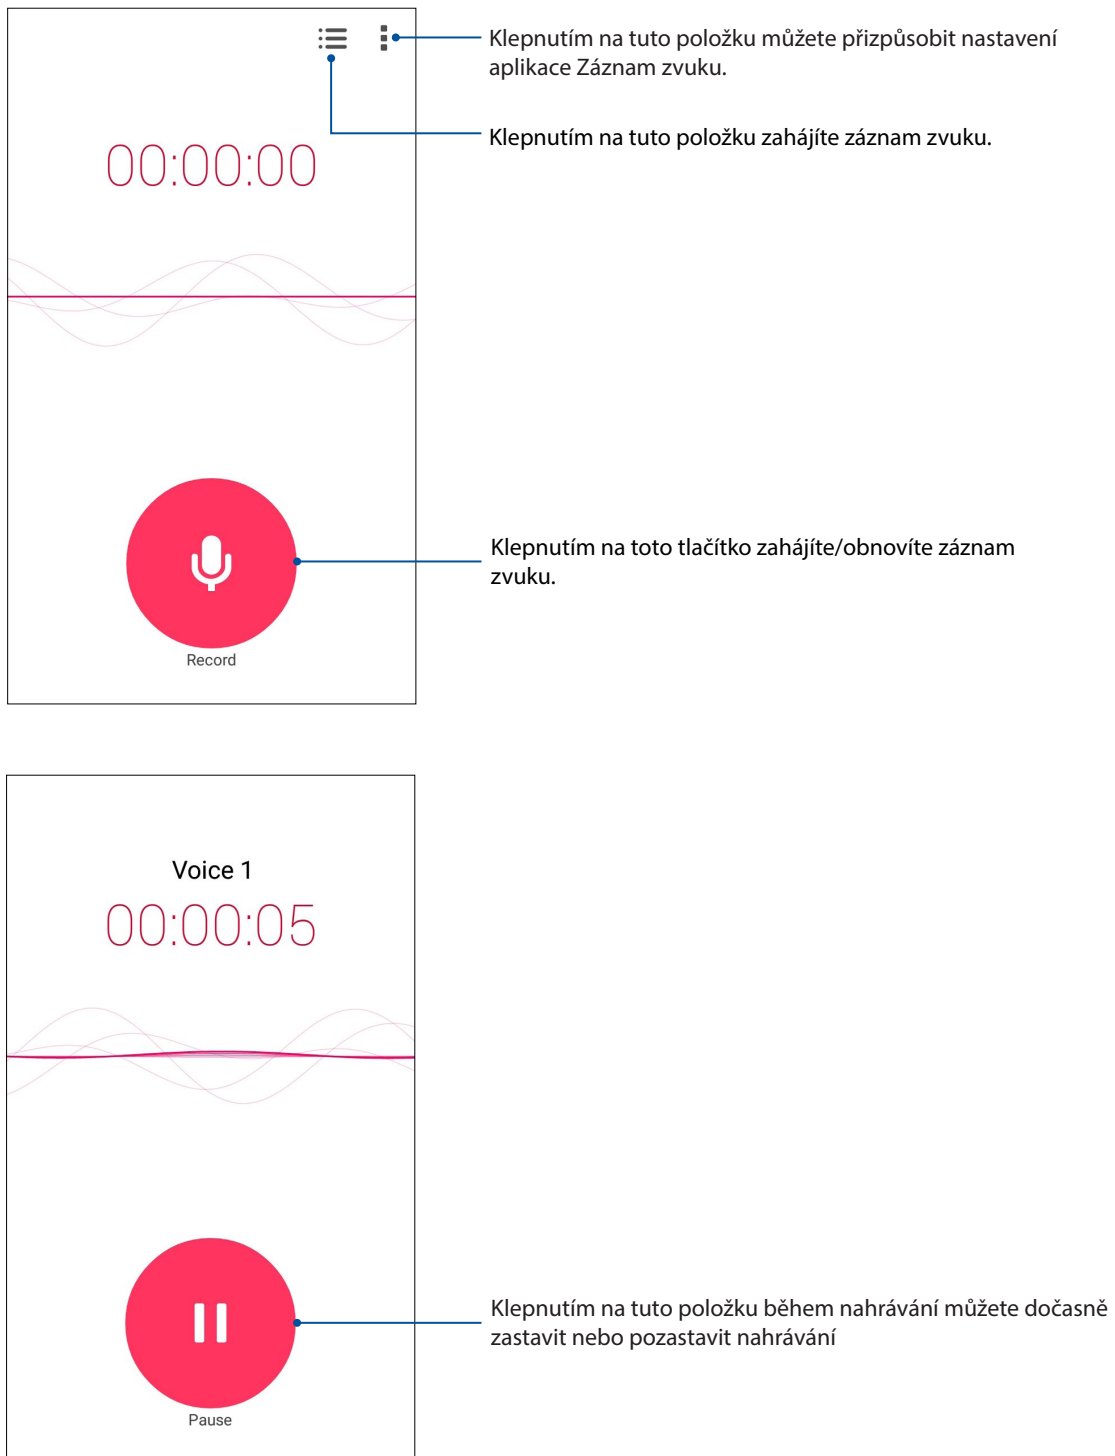 Klepnutím na tuto položku můžete přizpůsobit nastavení
aplikace Záznam zvuku.
Klepnutím na tuto položku zahájíte záznam zvuku.
00:00:00
Klepnutím na toto tlačítko zahájíte/obnovíte záznam
zvuku.
Record
Voice 1
00:00:05
Klepnutím na tuto položku během nahrávání můžete dočasně
zastavit nebo pozastavit nahrávání
Pause